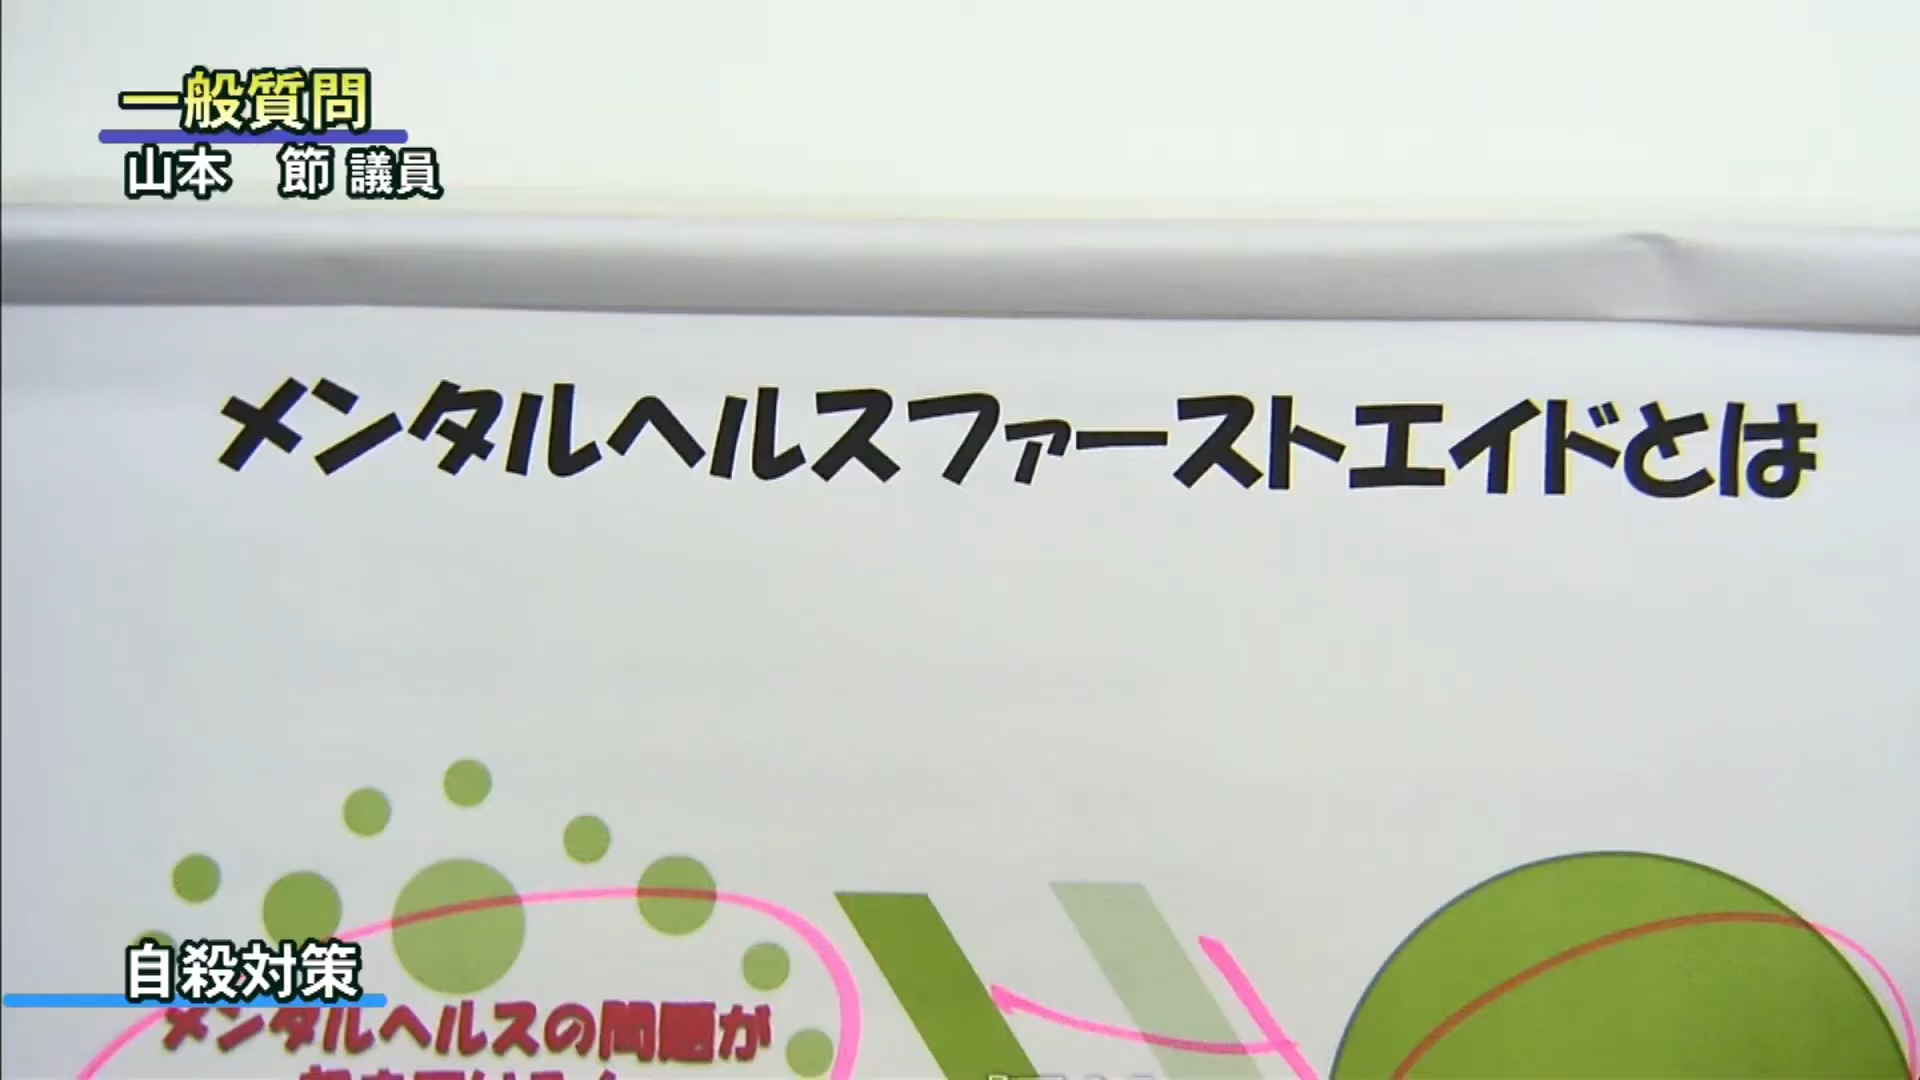 一般質問
山本　節 議員
メンタルヘルスファーストエイドとは
自殺対策
メンタルヘルスの問題が